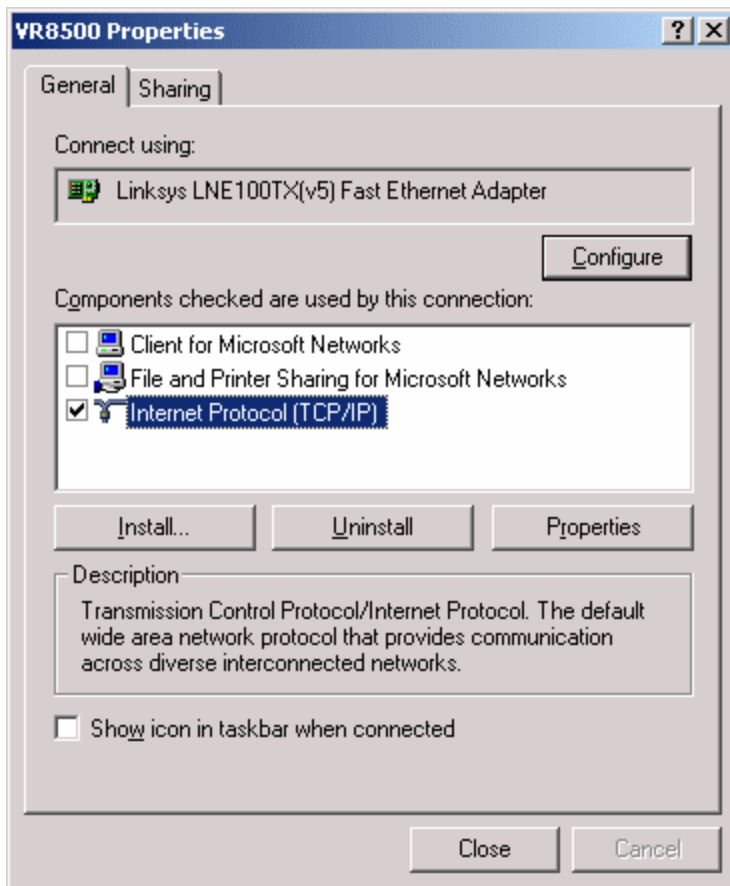 VR8500 Properties
General
Sharing
Connect using:
Linksys LNE100TX(v5) Fast Ethernet Adapter
Configure
Components checked are used by this connection:
Client for Microsoft Networks
File and Printer Sharing for Microsoft Networks
Internet Protocol (TCP/IP)
Install...
Uninstall
Properties
Description
Transmission Control Protocol/Internet Protocol. The default
wide area network protocol that provides communication
across diverse interconnected networks.
Show icon in taskbar when connected
Close
Cancel